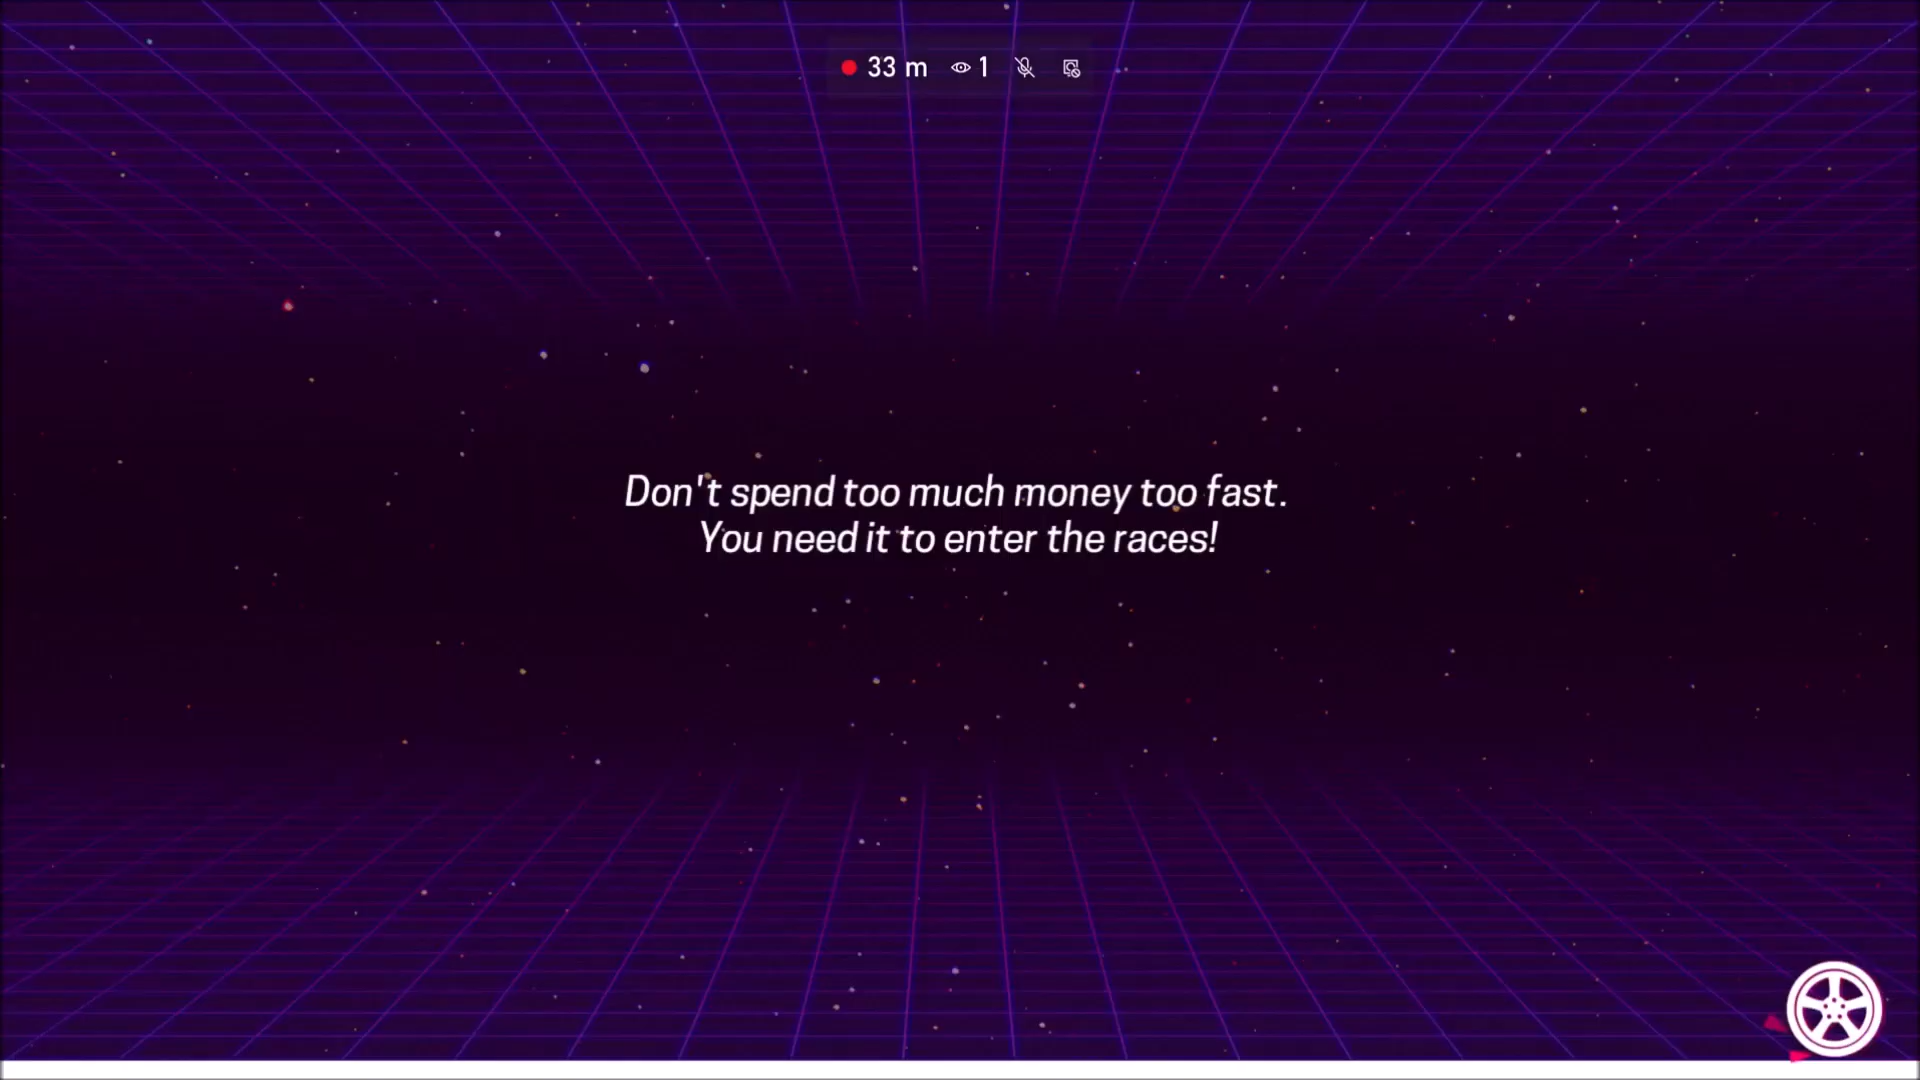 33 m 1
Don't spend too much money too fast.
You need it to enter the races!